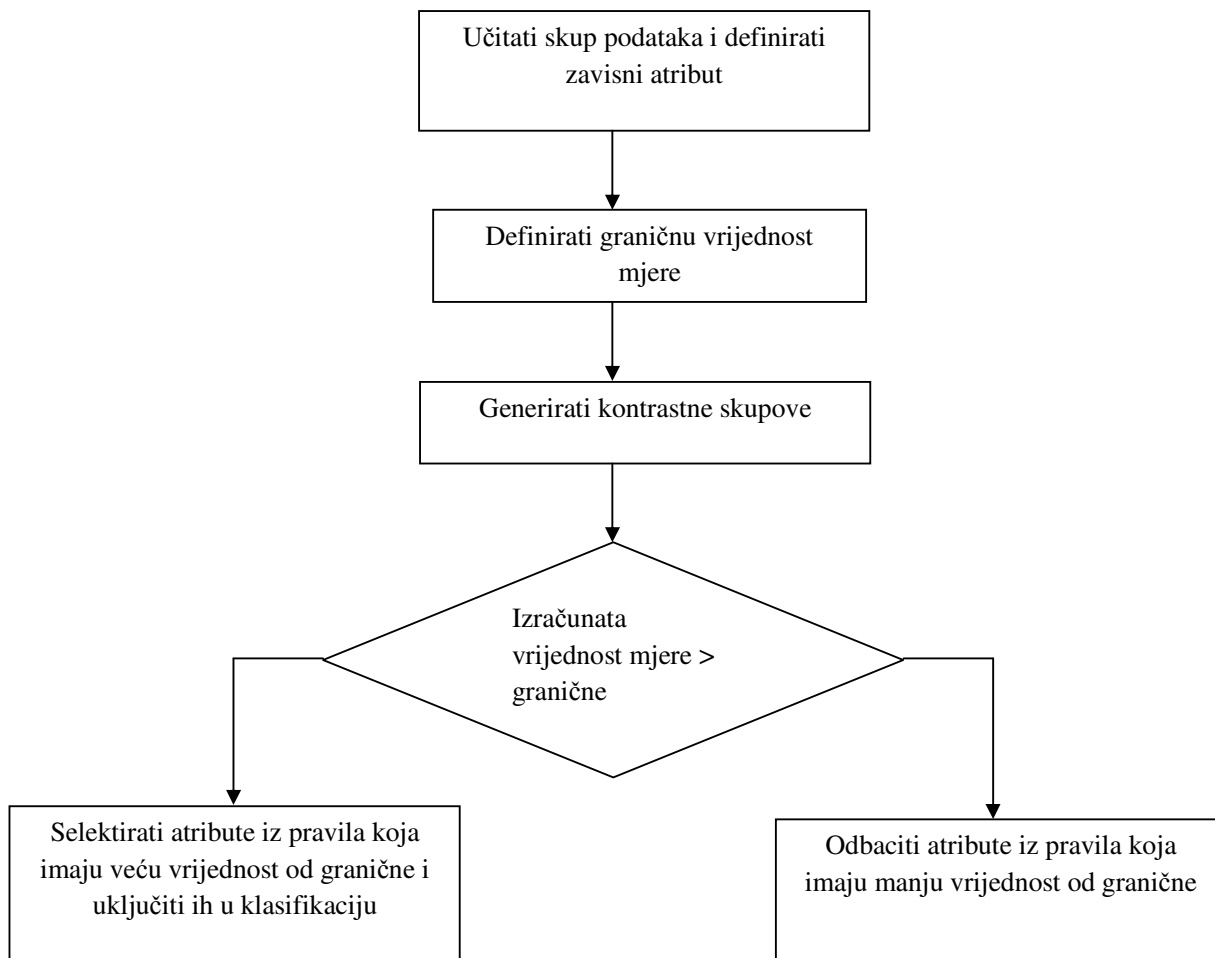 Učitati skup podataka i definirati
zavisni atribut
Definirati graničnu vrijednost
mjere
Generirati kontrastne skupove
Izračunata
vrijednost mjere >
granične
Selektirati atribute iz pravila koja
imaju veću vrijednost od granične i
uključiti ih u klasifikaciju
Odbaciti atribute iz pravila koja
imaju manju vrijednost od granične